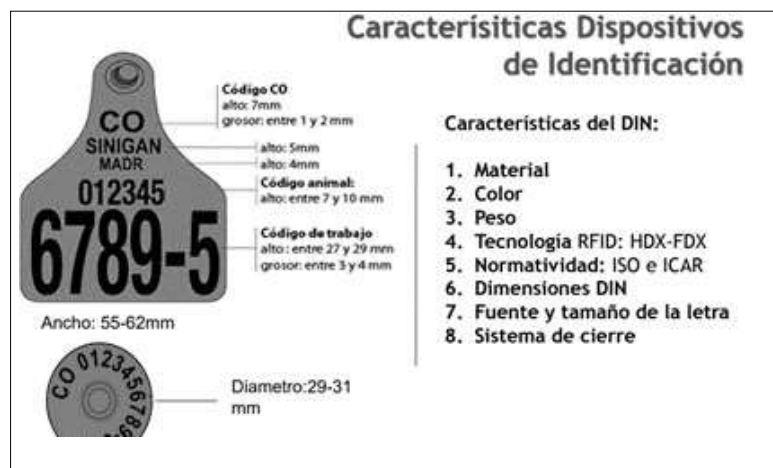 Caracterísiticas Dispositivos
de Identificación
CO
SINIGAN
MADR
012345
6789-5
Código CO
alto: 7mm
grosor: entre 1 y 2 mm
alto: 5mm
alto: 4mm
Código animal:
alto: entre 7 y 10 mm
Código de trabajo
alto : entre 27 y 29 mm
grosor: entre 3 y 4 mm
Ancho: 55-62mm
CO 0123456789
Diametro:29-31
mm
Características del DIN:
1. Material
2. Color
3. Peso
4. Tecnología RFID: HDX-FDX
5. Normatividad: ISO e ICAR
6. Dimensiones DIN
7. Fuente y tamaño de la letra
8. Sistema de cierre